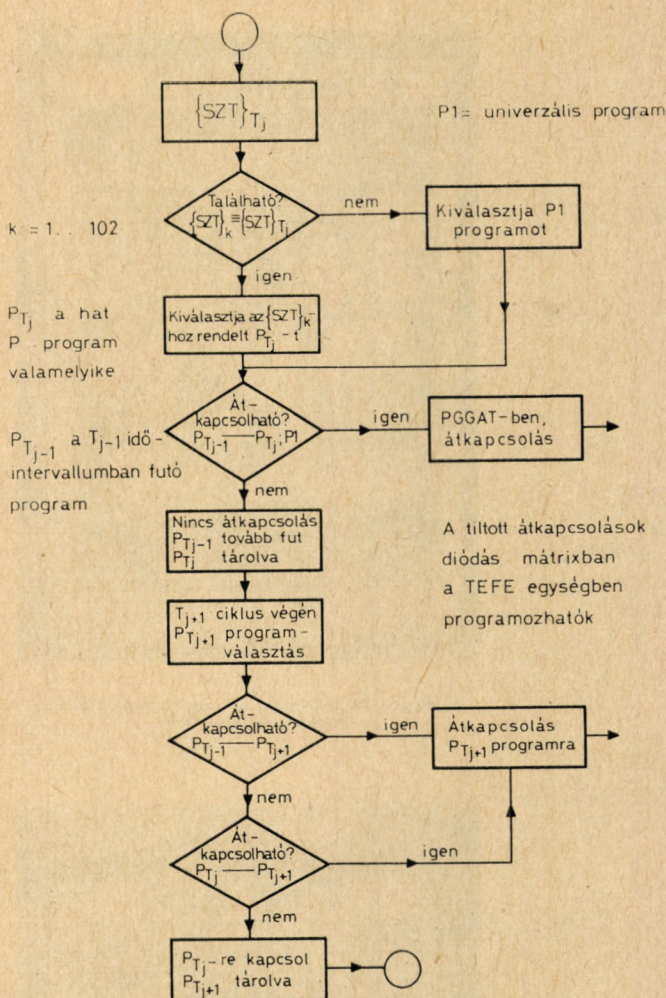 {SZT}Tj
P1= univerzális program
Található?
{SZT}k ≡ {SZT}Tj
nem
Kiválasztja P1
programot
k = 1. . 102
igen
Kiválasztja az {SZT}k-
hoz rendelt PTj - t
PTj a hat
P program
valamelyike
Át-
kapcsolható?
PTj-1 — PTj; P1
igen
PGGAT-ben,
átkapcsolás
PTj-1 a Tj-1 idő-
intervallumban futó
program
nem
Nincs átkapcsolás
PTj-1 tovább fut
PTj tárolva
A tiltott átkapcsolások
diódás mátrixban
a TEFE egységben
programozhatók
Tj+1 ciklus végén
PTj+1 program-
választás
Át-
kapcsolható?
PTj-1 — PTj+1
igen
Átkapcsolás
PTj+1 programra
nem
Át-
kapcsolható?
PTj — PTj+1
igen
nem
PTj-re kapcsol
PTj+1 tárolva